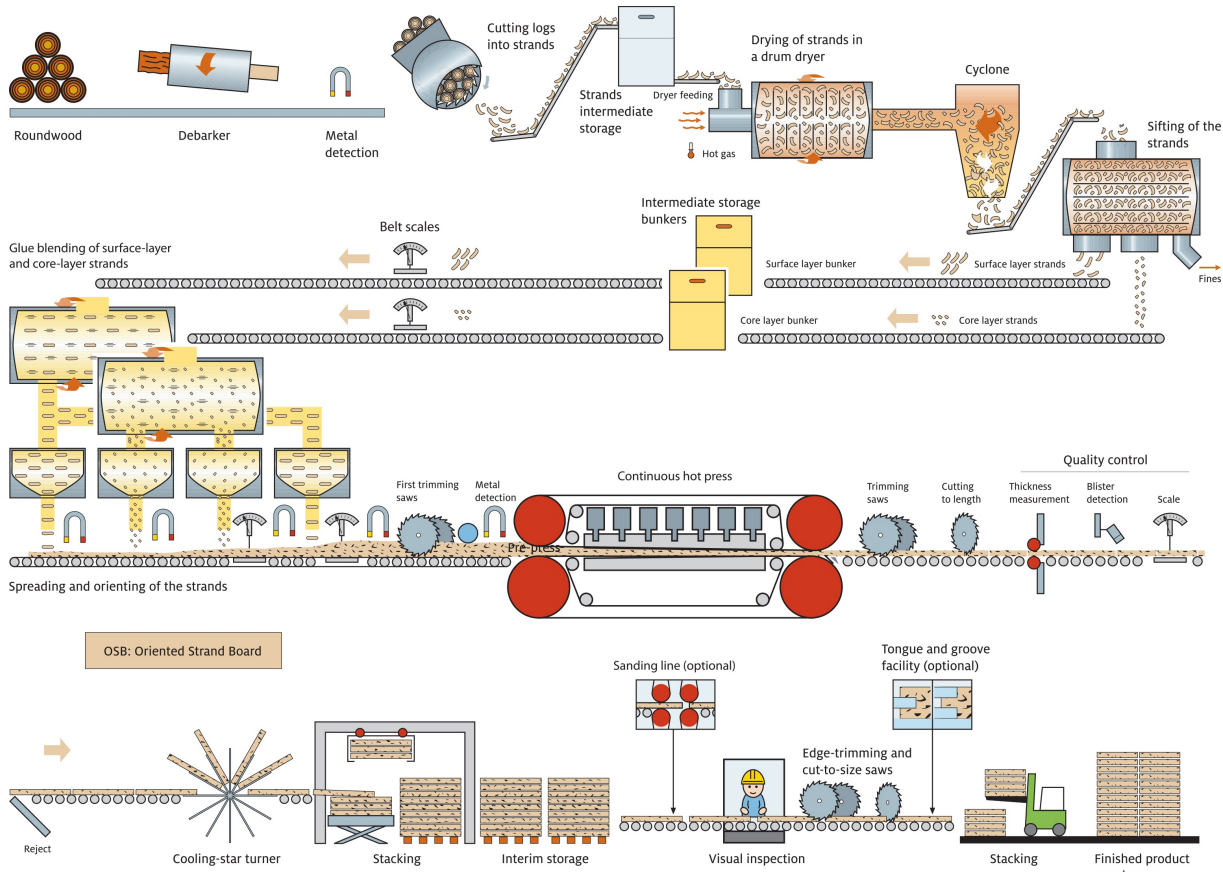 Roundwood
Debarker
Metal
detection
Cutting logs
into strands
Strands
intermediate
storage
Dryer feeding
Hot gas
Drying of strands in
a drum dryer
Cyclone
Sifting of the
strands
Fines
Surface layer strands
Surface layer bunker
Core layer strands
Core layer bunker
Intermediate storage
bunkers
Belt scales
Glue blending of surface-layer
and core-layer strands
Spreading and orienting of the strands
First trimming
saws
Metal
detection
Pre-press
Continuous hot press
Trimming
saws
Cutting
to length
Quality control
Thickness
measurement
Blister
detection
Scale
OSB: Oriented Strand Board
Reject
Cooling-star turner
Stacking
Interim storage
Sanding line (optional)
Visual inspection
Edge-trimming and
cut-to-size saws
Tongue and groove
facility (optional)
Stacking
Finished product